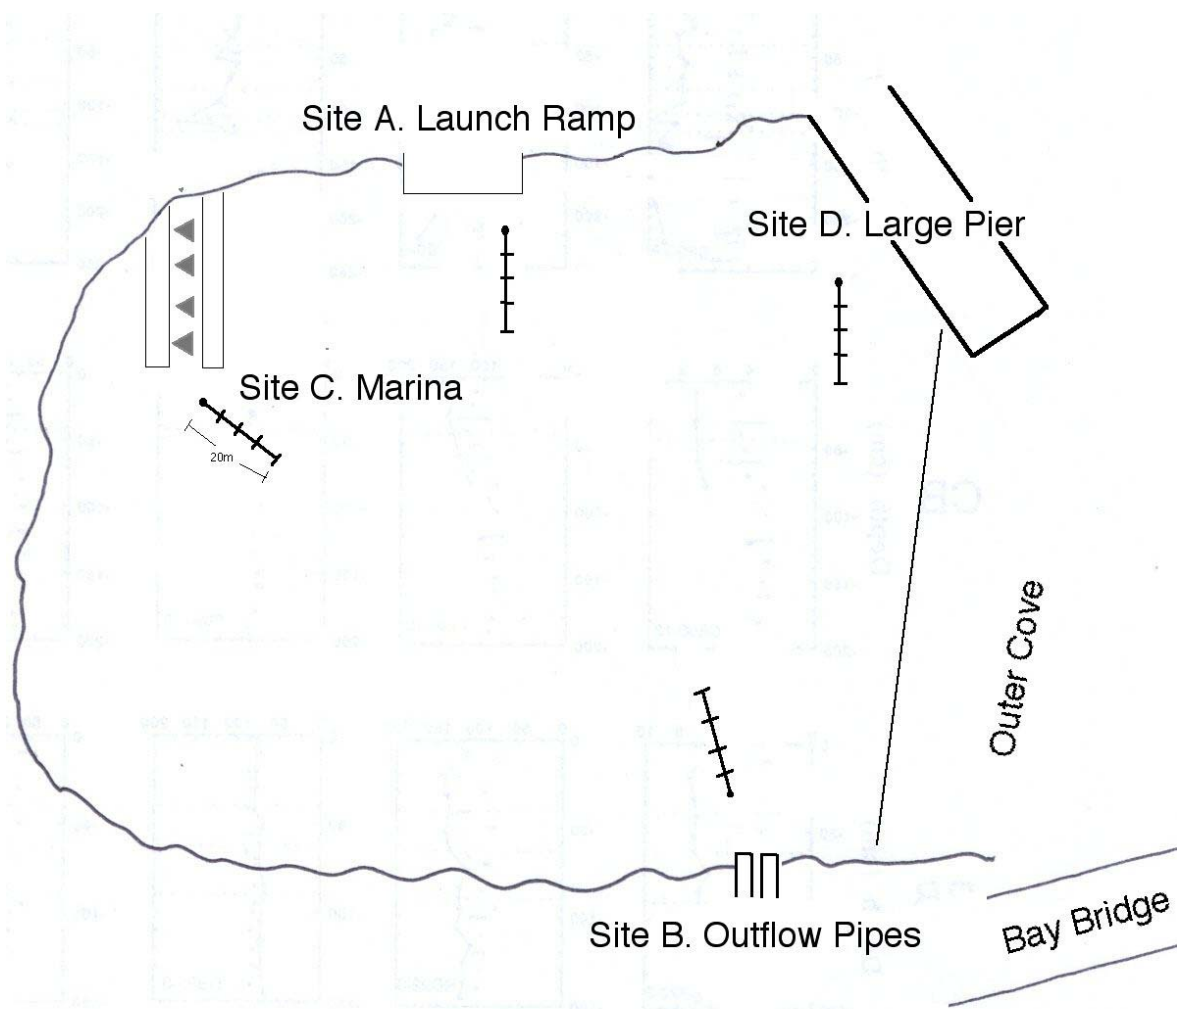 Site A. Launch Ramp
Site D. Large Pier
Site C. Marina
20m
Outer Cove
Site B. Outflow Pipes
Bay Bridge